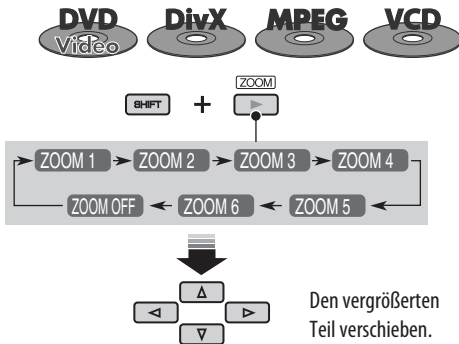 DVD Video DivX MPEG VCD
ZOOM
SHIFT +
ZOOM 1 ZOOM 2 ZOOM 3 ZOOM 4
ZOOM OFF ZOOM 6 ZOOM 5
Den vergrößerten
Teil verschieben.